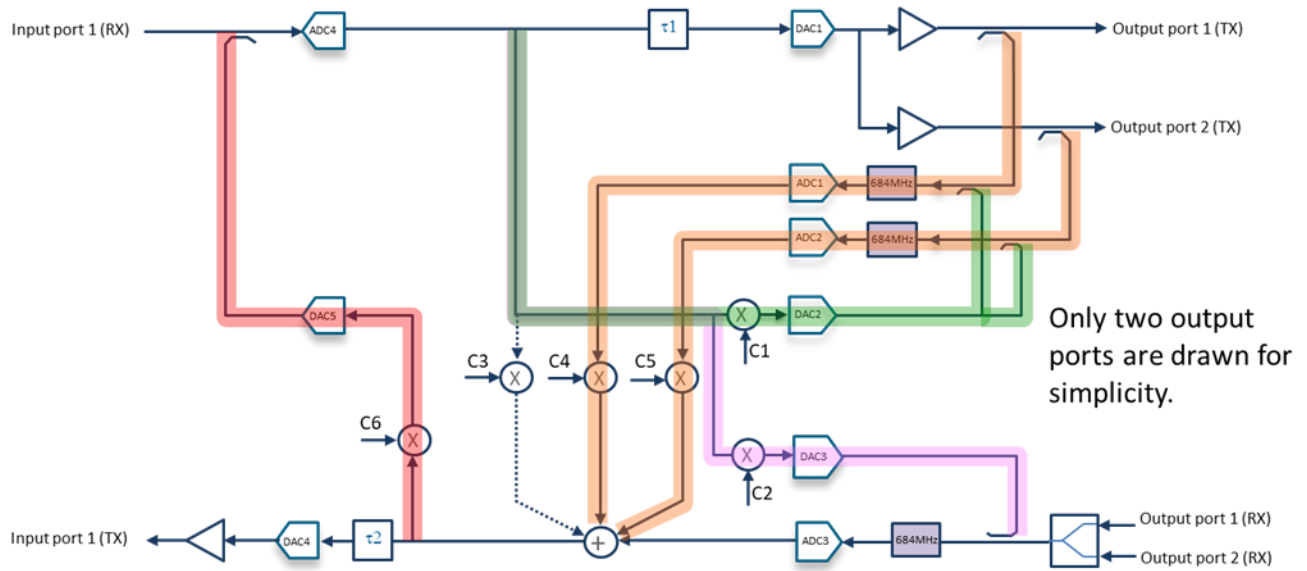 Input port 1 (RX)
ADC4
τ1
DAC1
Output port 1 (TX)
Output port 2 (TX)
ADC1
684MHz
ADC2
684MHz
DAC5
X
DAC2
C1
Only two output
ports are drawn for
simplicity.
C3
X
C4
X
C5
X
C6
X
X
DAC3
C2
Input port 1 (TX)
DAC4
τ2
+
ADC3
684MHz
Output port 1 (RX)
Output port 2 (RX)